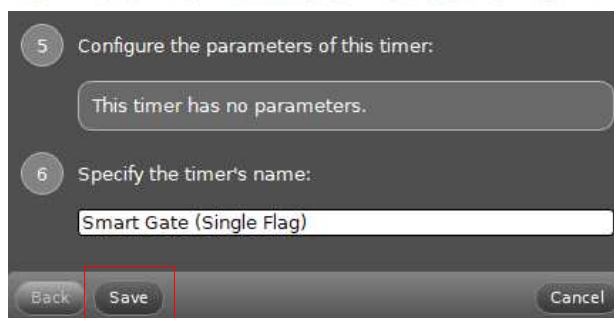 5 Configure the parameters of this timer:
This timer has no parameters.
6 Specify the timer's name:
Smart Gate (Single Flag)
Back Save Cancel